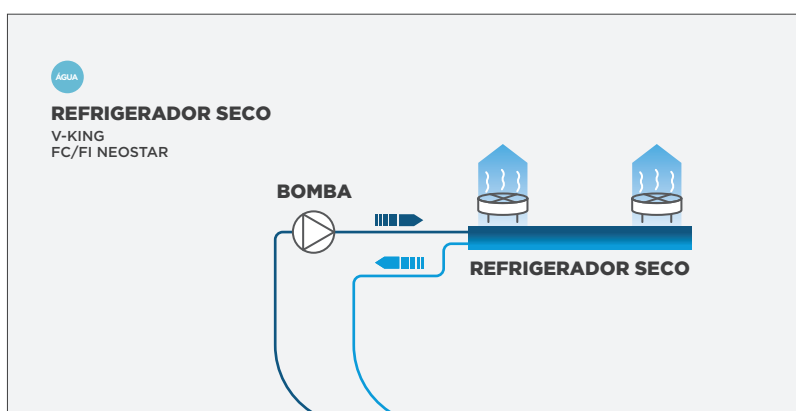 ÁGUA
REFRIGERADOR SECO
V-KING
FC/FI NEOSTAR
BOMBA
REFRIGERADOR SECO